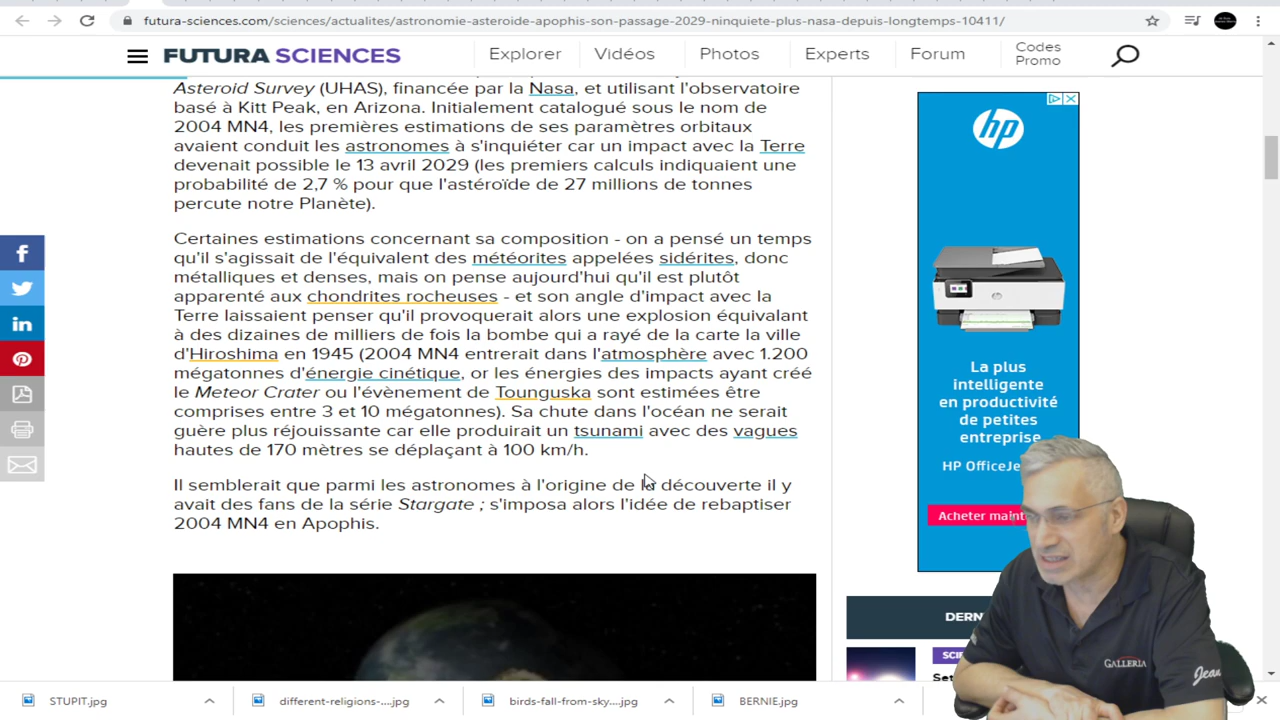 futura-sciences.com/sciences/actualites/astronomie-asteroide-apophis-son-passage-2029-ninquiete-plus-nasa-depuis-longtemps-10411/
FUTURA SCIENCES
Explorer
Vidéos
Photos
Experts
Forum
Codes
Promo
Asteroid Survey (UHAS), financée par la Nasa, et utilisant l'observatoire
basé à Kitt Peak, en Arizona. Initialement catalogué sous le nom de
2004 MN4, les premières estimations de ses paramètres orbitaux
avaient conduit les astronomes à s'inquiéter car un impact avec la Terre
devenait possible le 13 avril 2029 (les premiers calculs indiquaient une
probabilité de 2,7 % pour que l'astéroïde de 27 millions de tonnes
percute notre Planète).
Certaines estimations concernant sa composition - on a pensé un temps
qu'il s'agissait de l'équivalent des météorites appelées sidérites, donc
métalliques et denses, mais on pense aujourd'hui qu'il est plutôt
apparenté aux chondrites rocheuses - et son angle d'impact avec la
Terre laissaient penser qu'il provoquerait alors une explosion équivalant
à des dizaines de milliers de fois la bombe qui a rayé de la carte la ville
d'Hiroshima en 1945 (2004 MN4 entrerait dans l'atmosphère avec 1.200
mégatonnes d'énergie cinétique, or les énergies des impacts ayant créé
le Meteor Crater ou l'évènement de Tounguska sont estimées être
comprises entre 3 et 10 mégatonnes). Sa chute dans l'océan ne serait
guère plus réjouissante car elle produirait un tsunami avec des vagues
hautes de 170 mètres se déplaçant à 100 km/h.
Il semblerait que parmi les astronomes à l'origine de la découverte il y
avait des fans de la série Stargate ; s'imposa alors l'idée de rebaptiser
2004 MN4 en Apophis.
hp
La plus
intelligente
en productivité
de petites
entreprise
HP OfficeJe
Acheter maint
DERN
SCIE
Set
GALLERIA
Jean
STUPIT.jpg
different-religions-....jpg
birds-fall-from-sky....jpg
BERNIE.jpg